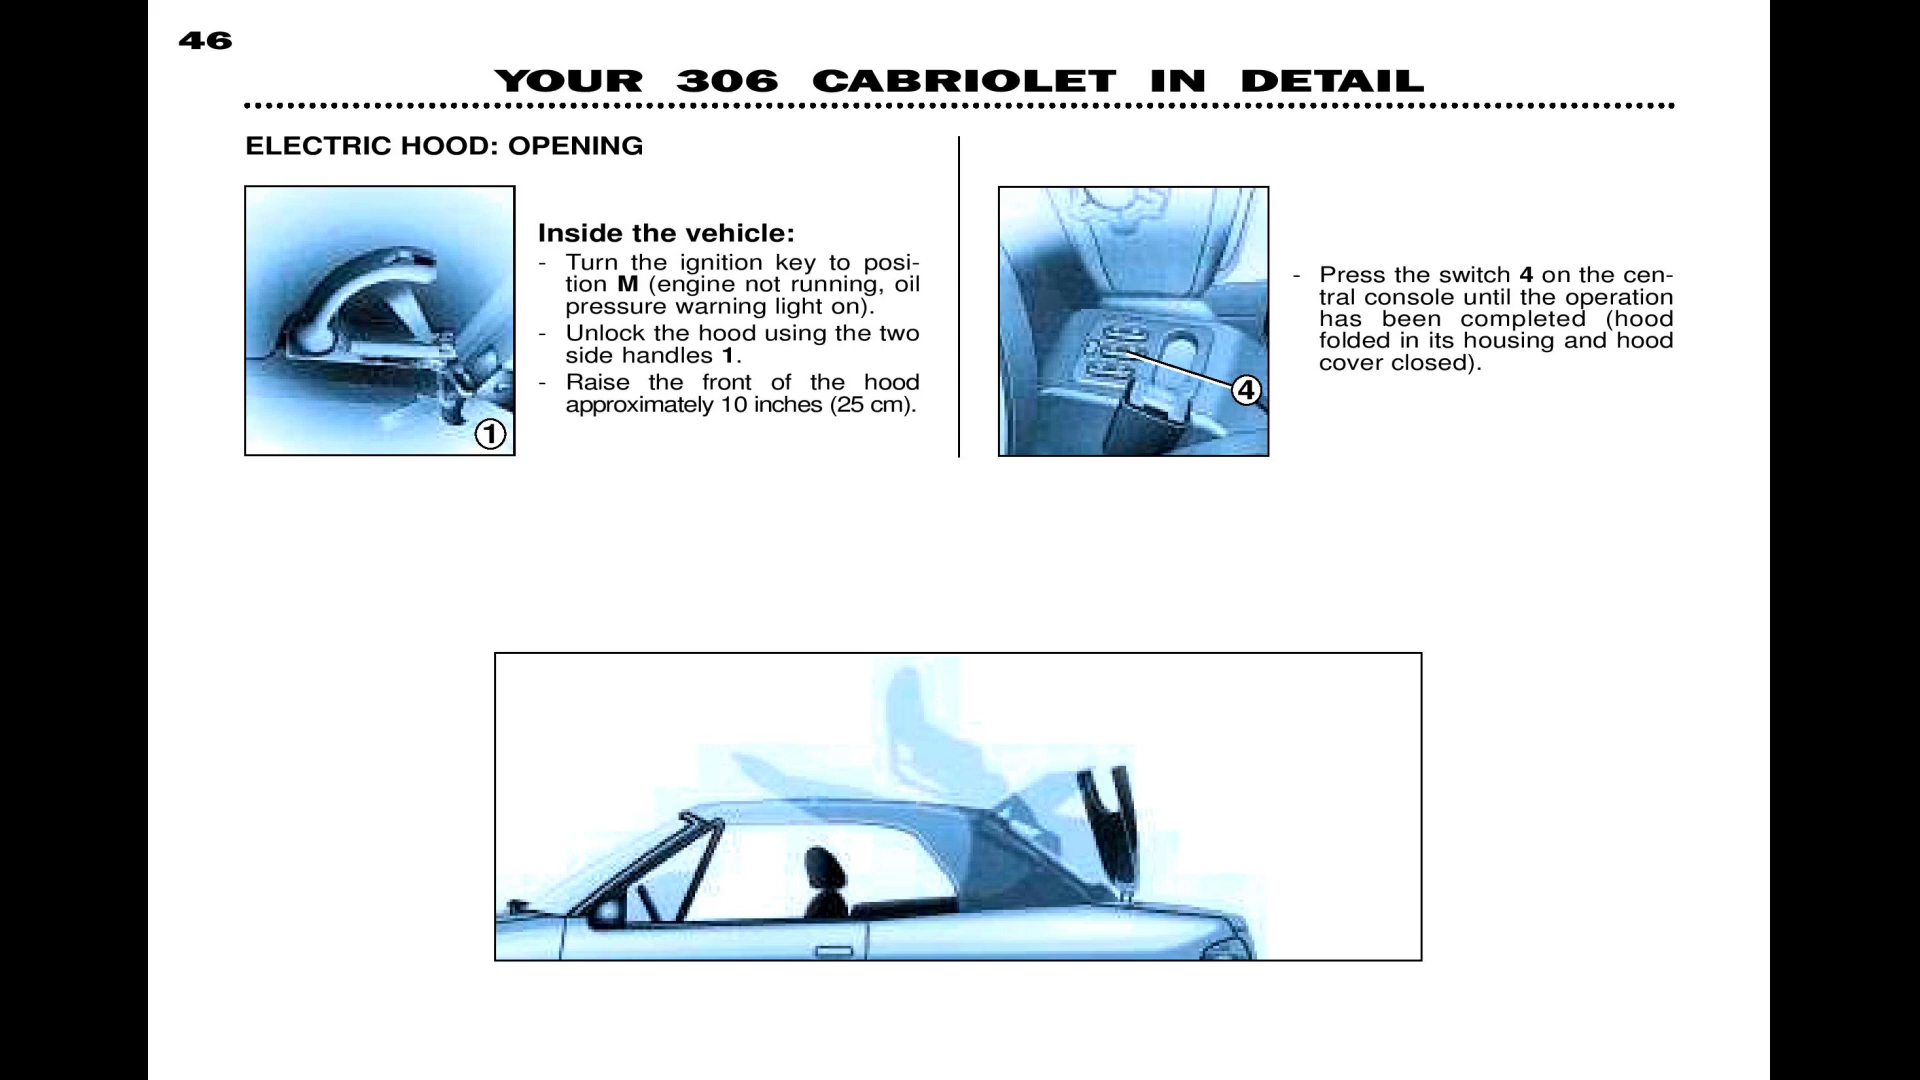 46
YOUR 306 CABRIOLET IN DETAIL
ELECTRIC HOOD: OPENING
Inside the vehicle:
- Turn the ignition key to posi-
tion M (engine not running, oil
pressure warning light on).
- Unlock the hood using the two
side handles 1.
- Raise the front of the hood
approximately 10 inches (25 cm).
1
- Press the switch 4 on the cen-
tral console until the operation
has been completed (hood
folded in its housing and hood
cover closed).
4